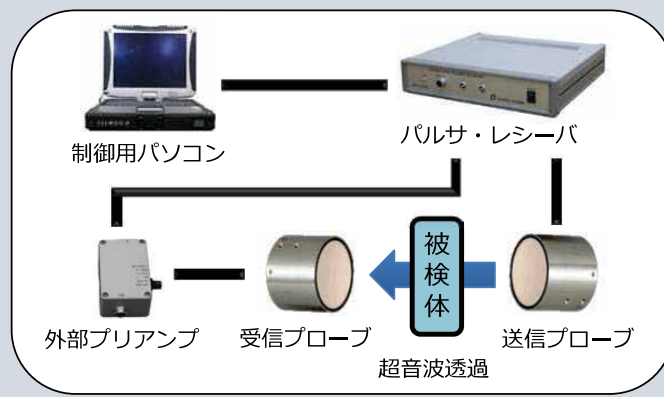 制御用パソコン
パルサ・レシーバ
外部プリアンプ
受信プローブ
被検体
送信プローブ
超音波透過